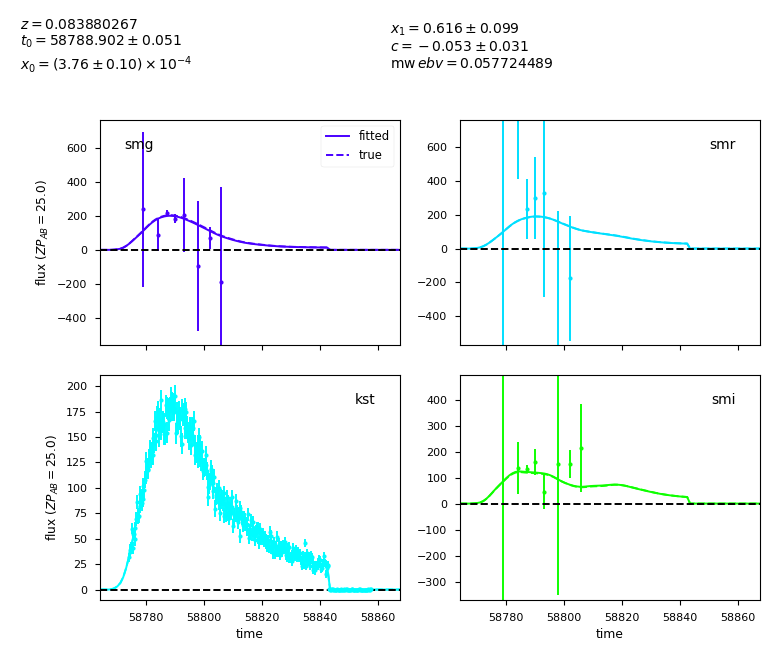 z = 0.083880267
t₀ = 58788.902 ± 0.051
x₀ = (3.76 ± 0.10) × 10⁻⁴
x₁ = 0.616 ± 0.099
c = −0.053 ± 0.031
mw ebv = 0.057724489
smg
fitted
true
flux (ZP_AB = 25.0)
600
400
200
0
−200
−400
smr
600
400
200
0
−200
−400
kst
flux (ZP_AB = 25.0)
200
175
150
125
100
75
50
25
0
58780 58800 58820 58840 58860
time
smi
400
300
200
100
0
−100
−200
−300
58780 58800 58820 58840 58860
time